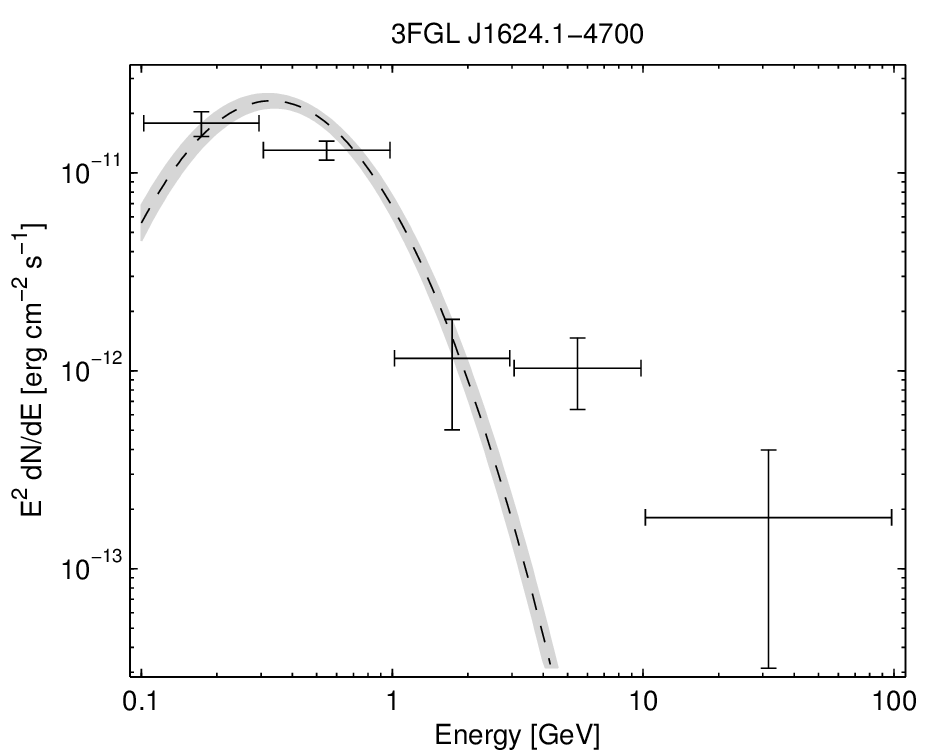 3FGL J1624.1−4700
10⁻¹¹
10⁻¹²
10⁻¹³
E² dN/dE [erg cm⁻² s⁻¹]
0.1 1 10 100
Energy [GeV]